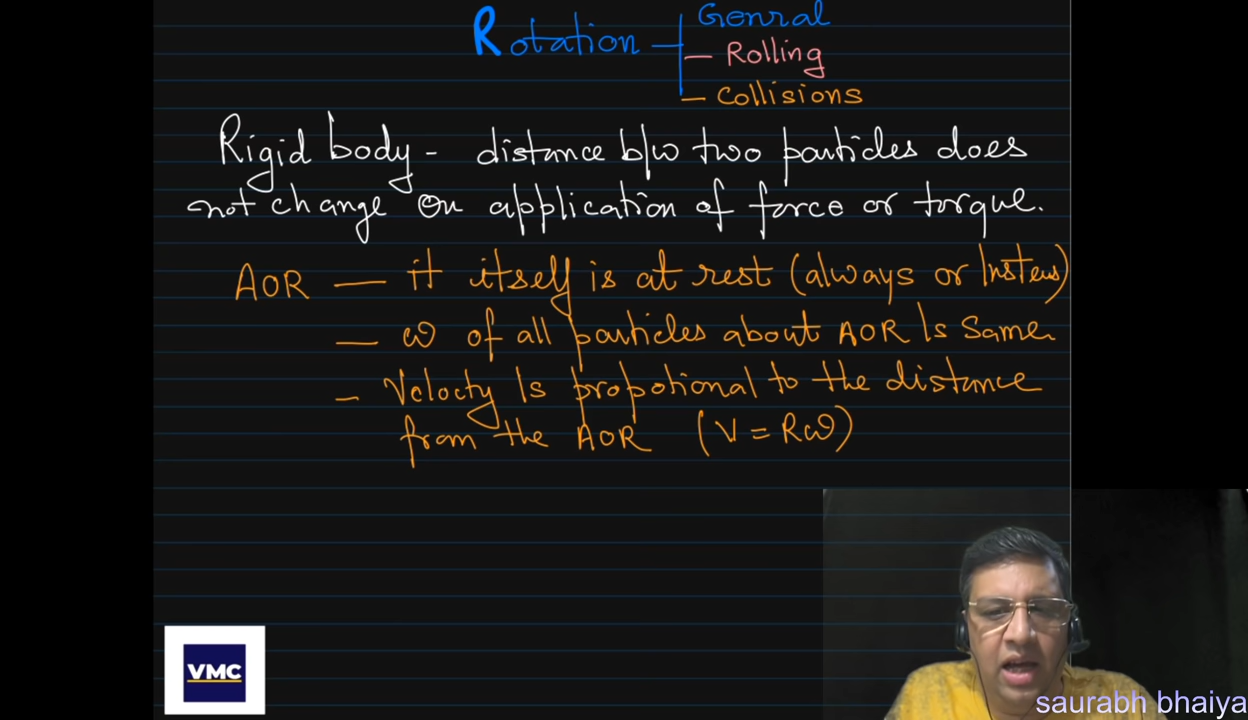 Rotation
Genral
– Rolling
– Collisions
Rigid body - distance b/w two particles does
not change on application of force or torque.
AOR — it itself is at rest (always or Insten)
— ω of all particles about AOR Is Same
– Velocty Is propotional to the distance
from the AOR (V = Rω)
VMC
saurabh bhaiya